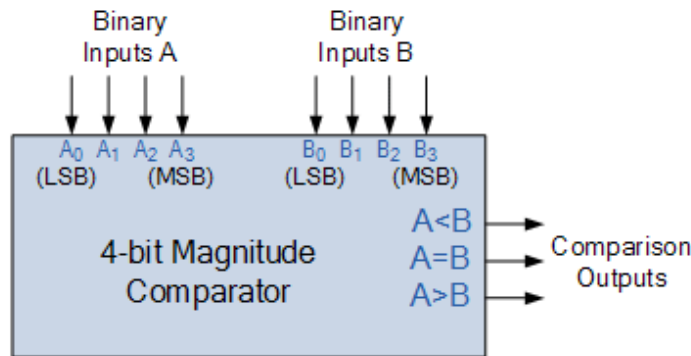 Binary
Inputs A
Binary
Inputs B
A₀ A₁ A₂ A₃
(LSB) (MSB)
B₀ B₁ B₂ B₃
(LSB) (MSB)
4-bit Magnitude
Comparator
A<B
A=B
A>B
Comparison
Outputs